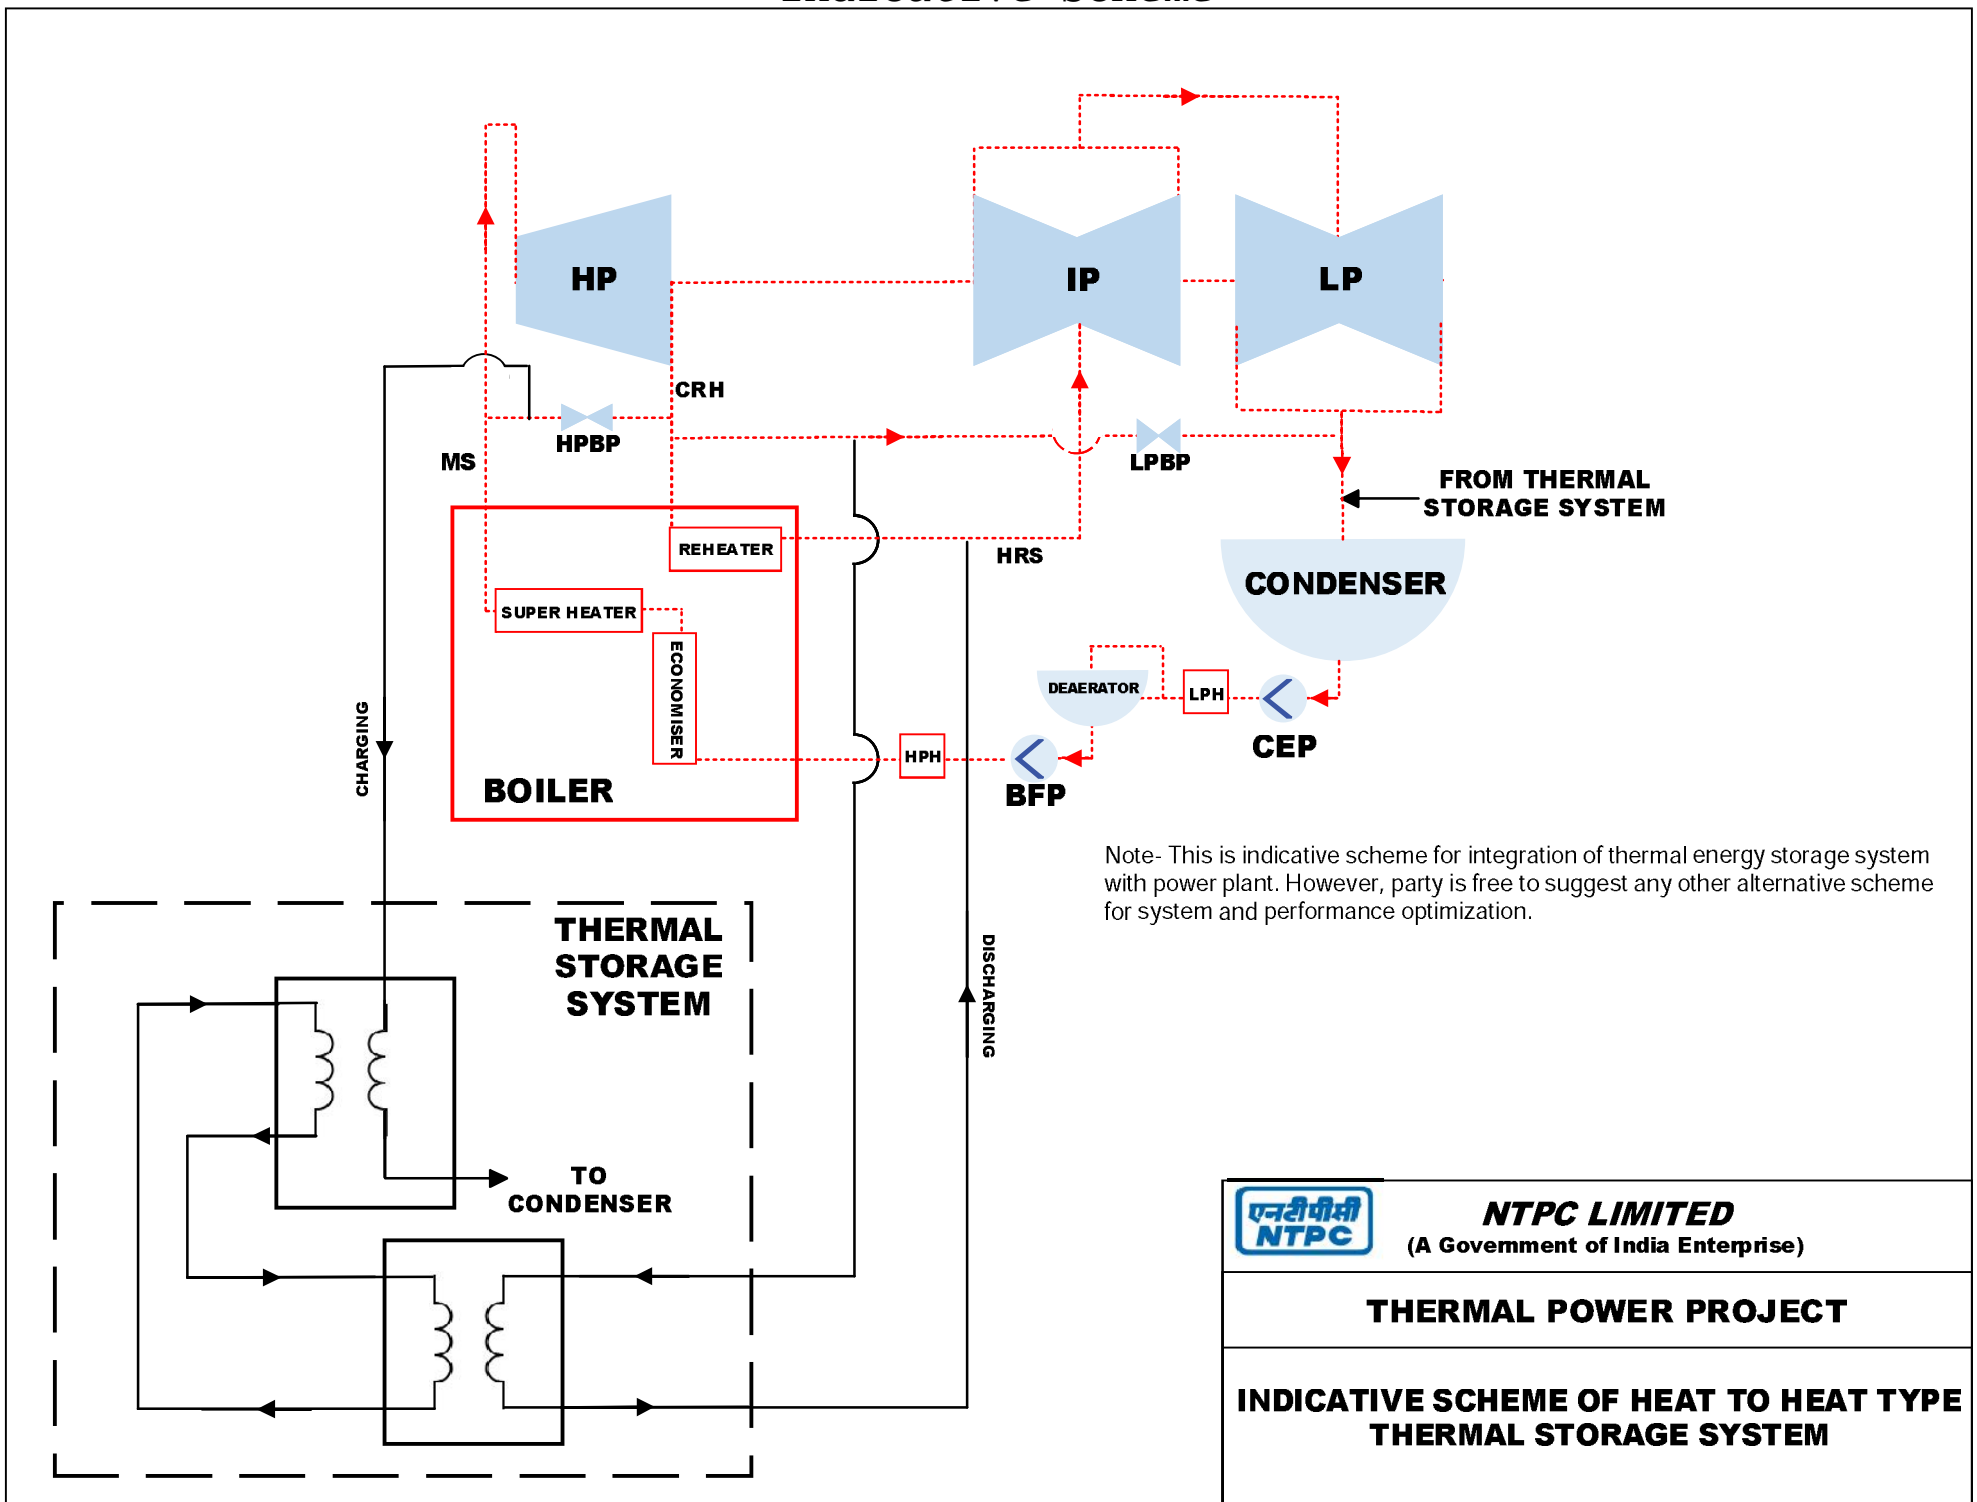 HP
IP
LP
CRH
HPBP
MS
LPBP
FROM THERMAL
STORAGE SYSTEM
REHEATER
HRS
CONDENSER
SUPER HEATER
ECONOMISER
DEAERATOR
LPH
CEP
HPH
BFP
BOILER
CHARGING
Note- This is indicative scheme for integration of thermal energy storage system
with power plant. However, party is free to suggest any other alternative scheme
for system and performance optimization.
THERMAL
STORAGE
SYSTEM
DISCHARGING
TO
CONDENSER
एनटीपीसी
NTPC
NTPC LIMITED
(A Government of India Enterprise)
THERMAL POWER PROJECT
INDICATIVE SCHEME OF HEAT TO HEAT TYPE
THERMAL STORAGE SYSTEM